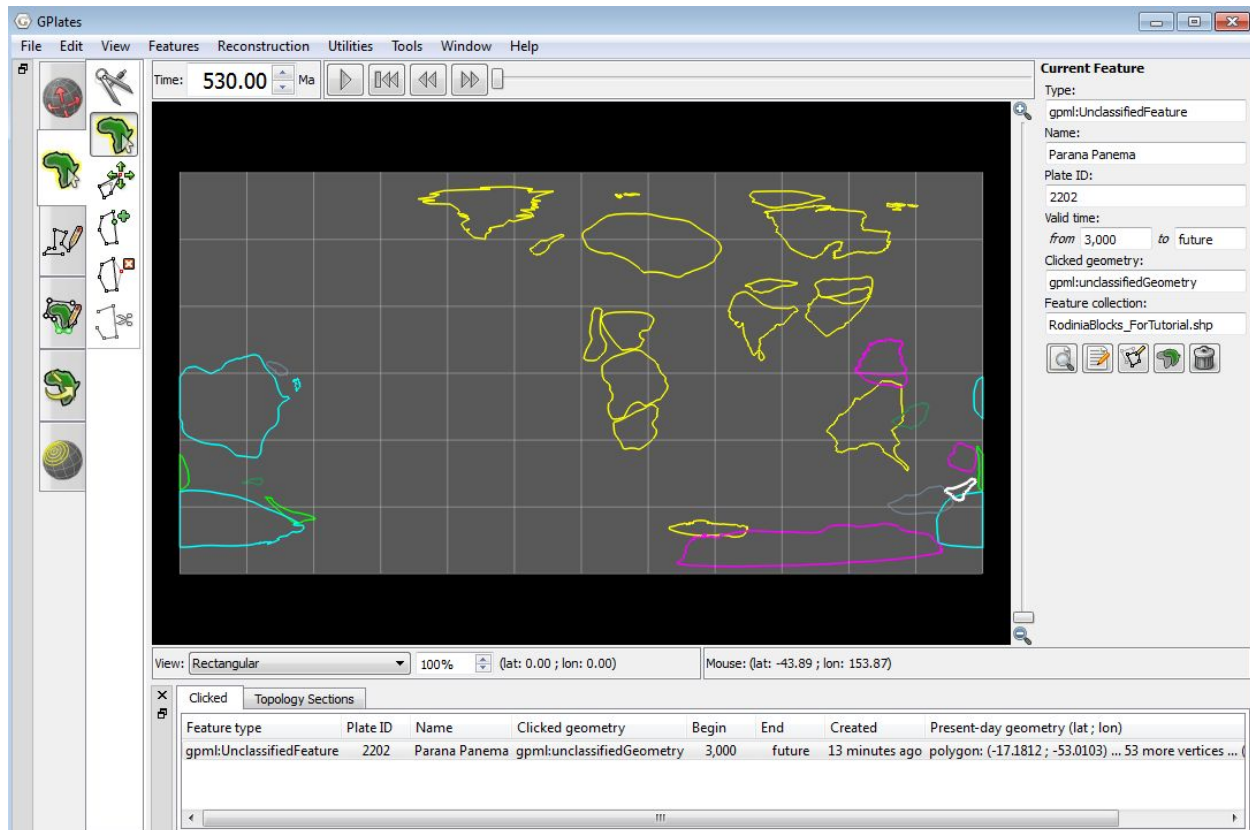 GPlates
File Edit View Features Reconstruction Utilities Tools Window Help
Time: 530.00 Ma
Current Feature
Type:
gpml:UnclassifiedFeature
Name:
Parana Panema
Plate ID:
2202
Valid time:
from 3,000 to future
Clicked geometry:
gpml:unclassifiedGeometry
Feature collection:
RodiniaBlocks_ForTutorial.shp
View: Rectangular 100% (lat: 0.00 ; lon: 0.00) Mouse: (lat: -43.89 ; lon: 153.87)
Clicked Topology Sections
Feature type Plate ID Name Clicked geometry Begin End Created Present-day geometry (lat ; lon)
gpml:UnclassifiedFeature 2202 Parana Panema gpml:unclassifiedGeometry 3,000 future 13 minutes ago polygon: (-17.1812 ; -53.0103) ... 53 more vertices ... (